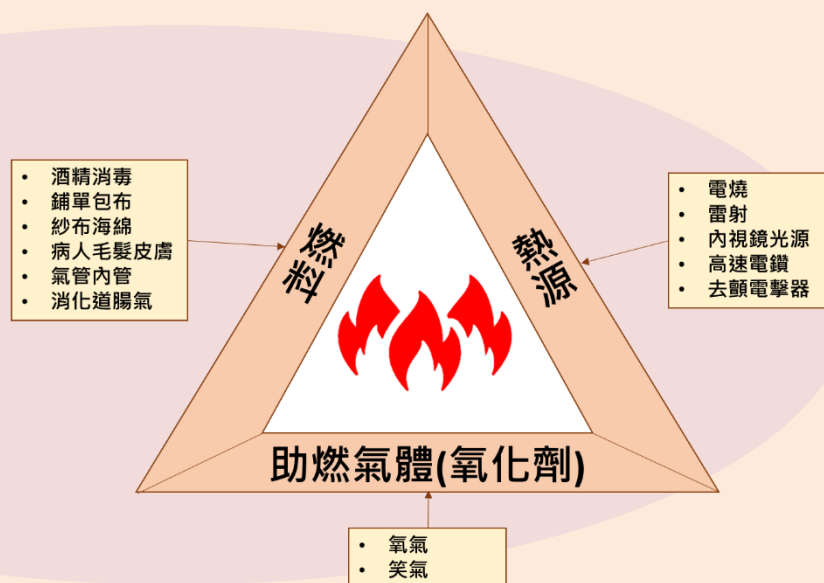 • 酒精消毒
• 鋪單包布
• 紗布海綿
• 病人毛髮皮膚
• 氣管內管
• 消化道腸氣
燃料
熱源
• 電燒
• 雷射
• 內視鏡光源
• 高速電鑽
• 去顫電擊器
助燃氣體(氧化劑)
• 氧氣
• 笑氣